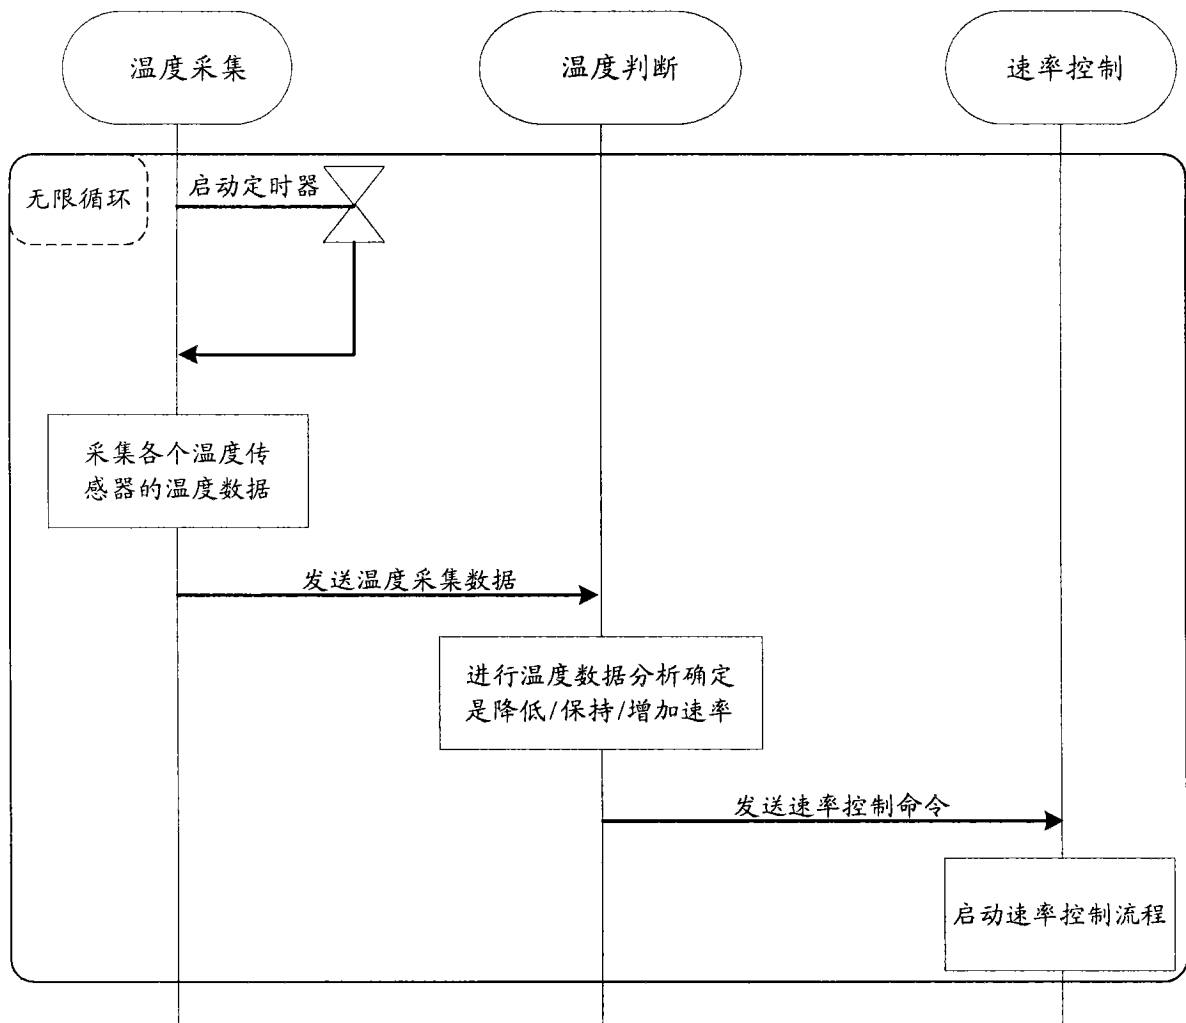 温度采集
温度判断
速率控制
无限循环
启动定时器
采集各个温度传
感器的温度数据
发送温度采集数据
进行温度数据分析确定
是降低/保持/增加速率
发送速率控制命令
启动速率控制流程